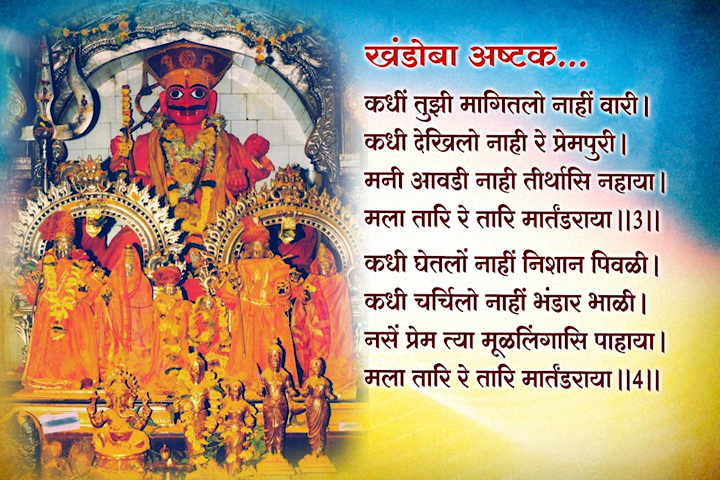 खंडोबा अष्टक...
कधीं तुझी मागितलो नाहीं वारी।
कधी देखिलो नाही रे प्रेमपुरी।
मनी आवडी नाही तीर्थासि नहाया।
मला तारि रे तारि मार्तंडराया।।3।।
कधी घेतलों नाहीं निशान पिवळी।
कधी चर्चिलो नाहीं भंडार भाळी।
नसें प्रेम त्या मूळलिंगासि पाहाया।
मला तारि रे तारि मार्तंडराया।।4।।